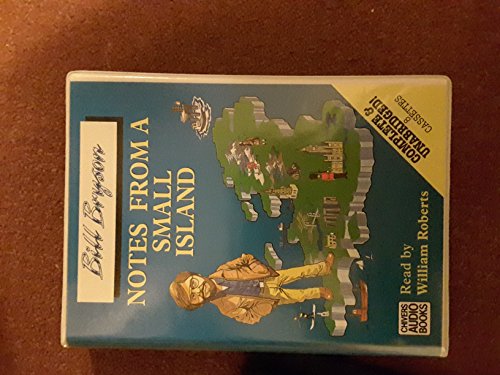 Bill Bryson
NOTES FROM A
SMALL
ISLAND
COMPLETE &
UNABRIDGED!
8
CASSETTES
Read by
William Roberts
CHIVERS
AUDIO
BOOKS